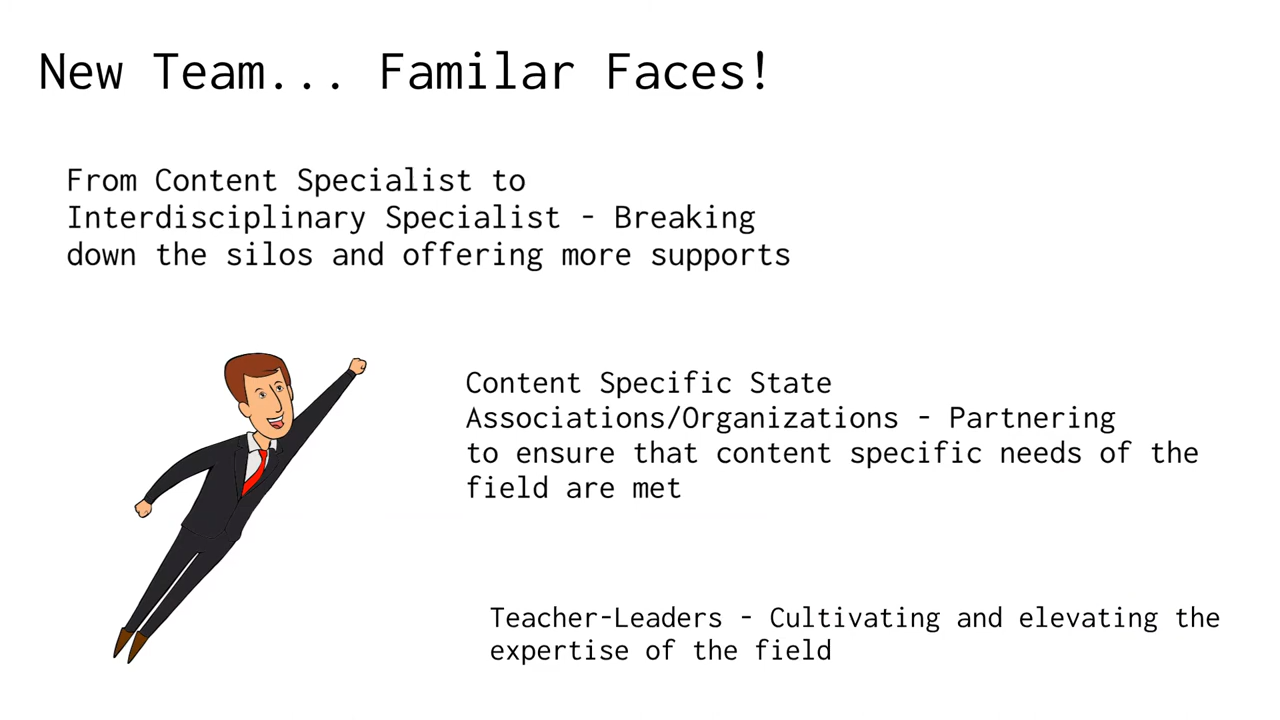 New Team... Familar Faces!
From Content Specialist to
Interdisciplinary Specialist - Breaking
down the silos and offering more supports
Content Specific State
Associations/Organizations - Partnering
to ensure that content specific needs of the
field are met
Teacher-Leaders - Cultivating and elevating the
expertise of the field